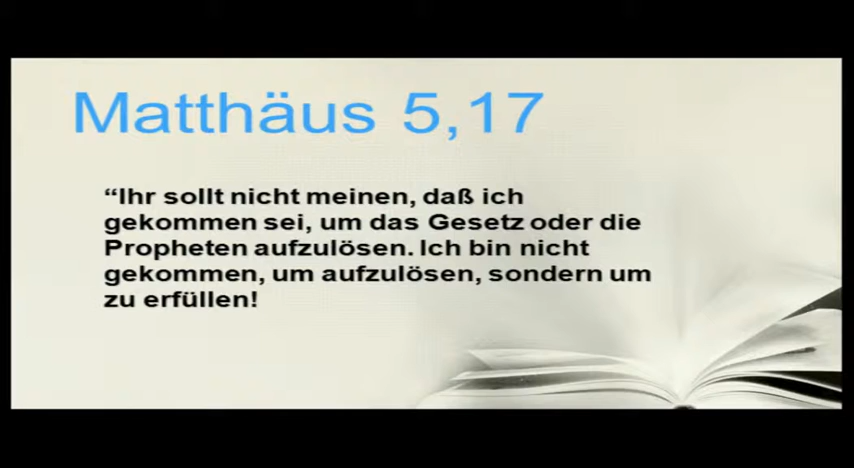 Matthäus 5,17
“Ihr sollt nicht meinen, daß ich
gekommen sei, um das Gesetz oder die
Propheten aufzulösen. Ich bin nicht
gekommen, um aufzulösen, sondern um
zu erfüllen!